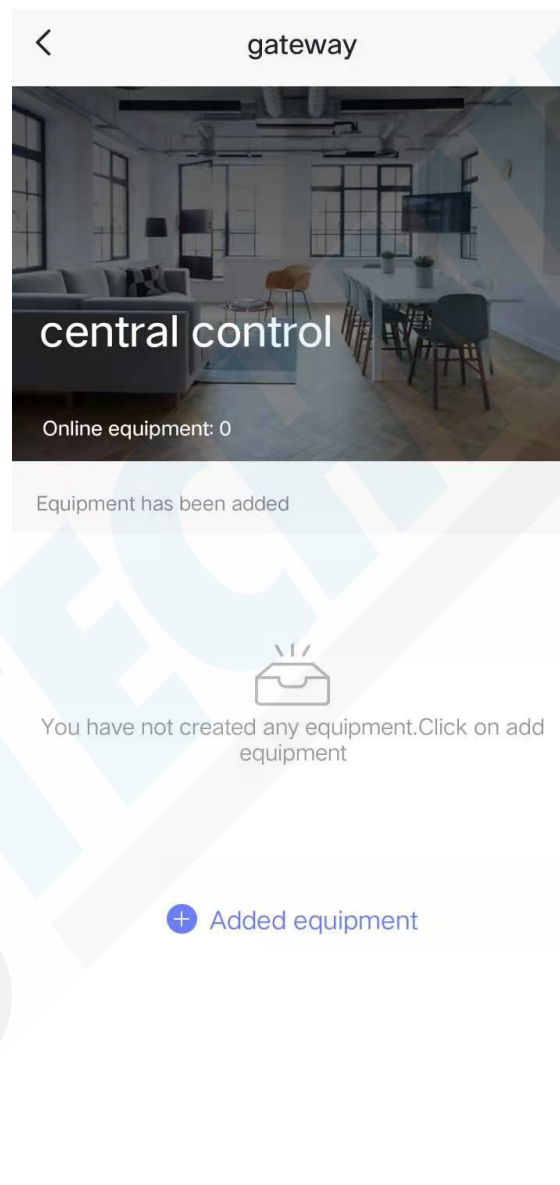 gateway
central control
Online equipment: 0
Equipment has been added
You have not created any equipment.Click on add
equipment
Added equipment